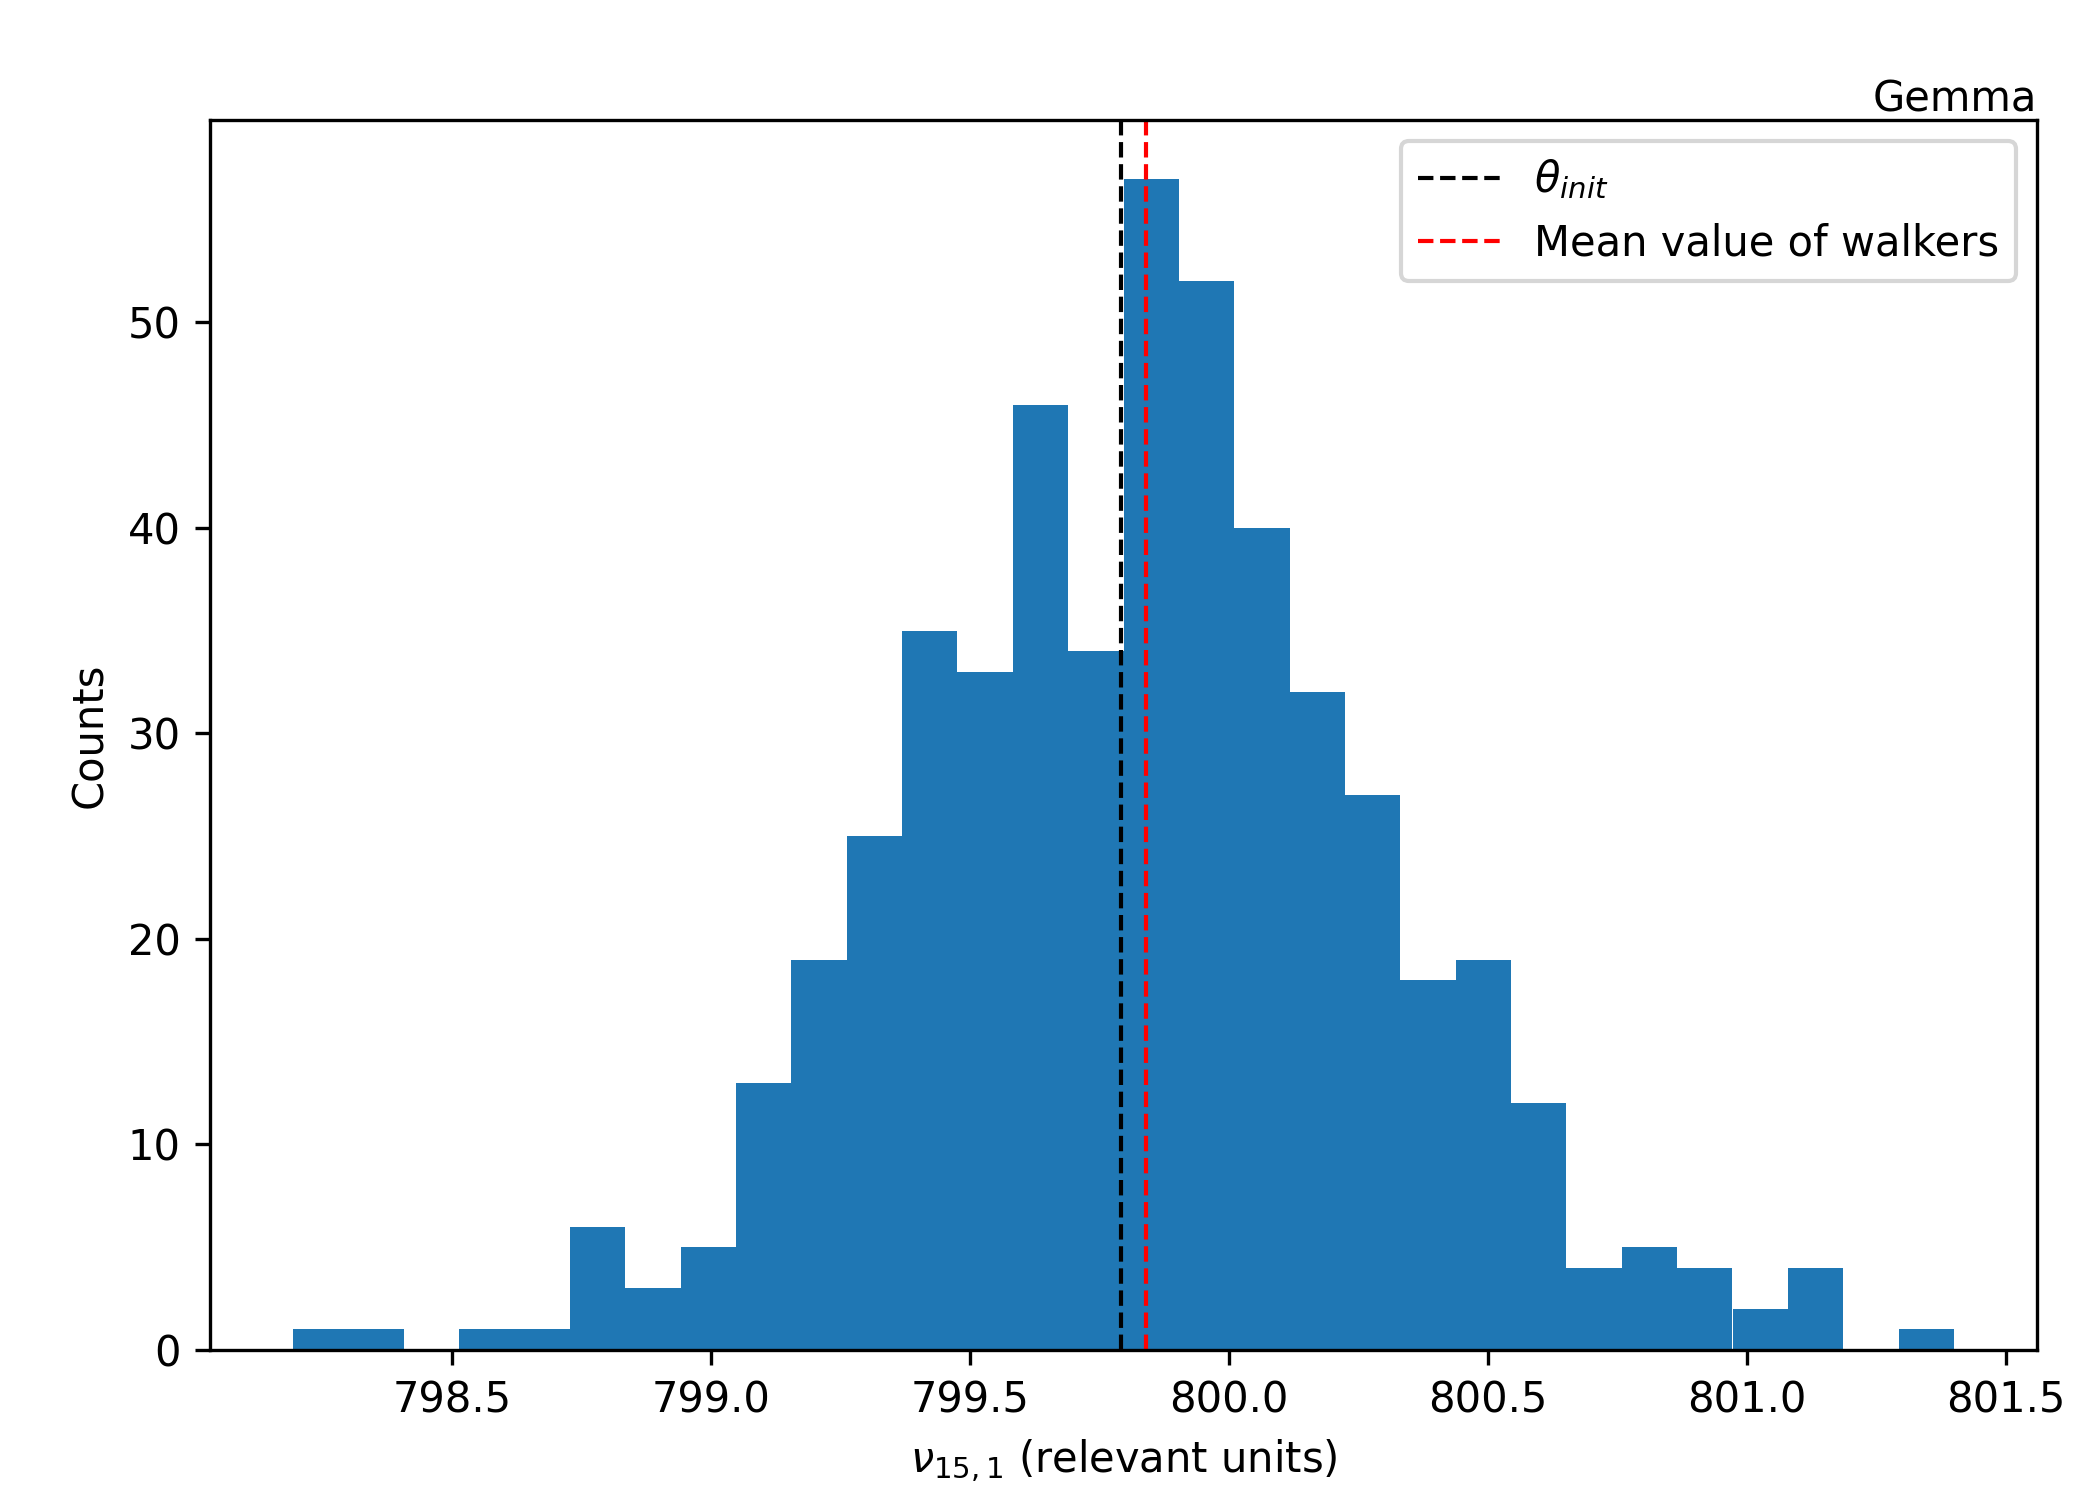 Gemma
θinit
Mean value of walkers
Counts
50
40
30
20
10
0
798.5 799.0 799.5 800.0 800.5 801.0 801.5
ν15,1 (relevant units)